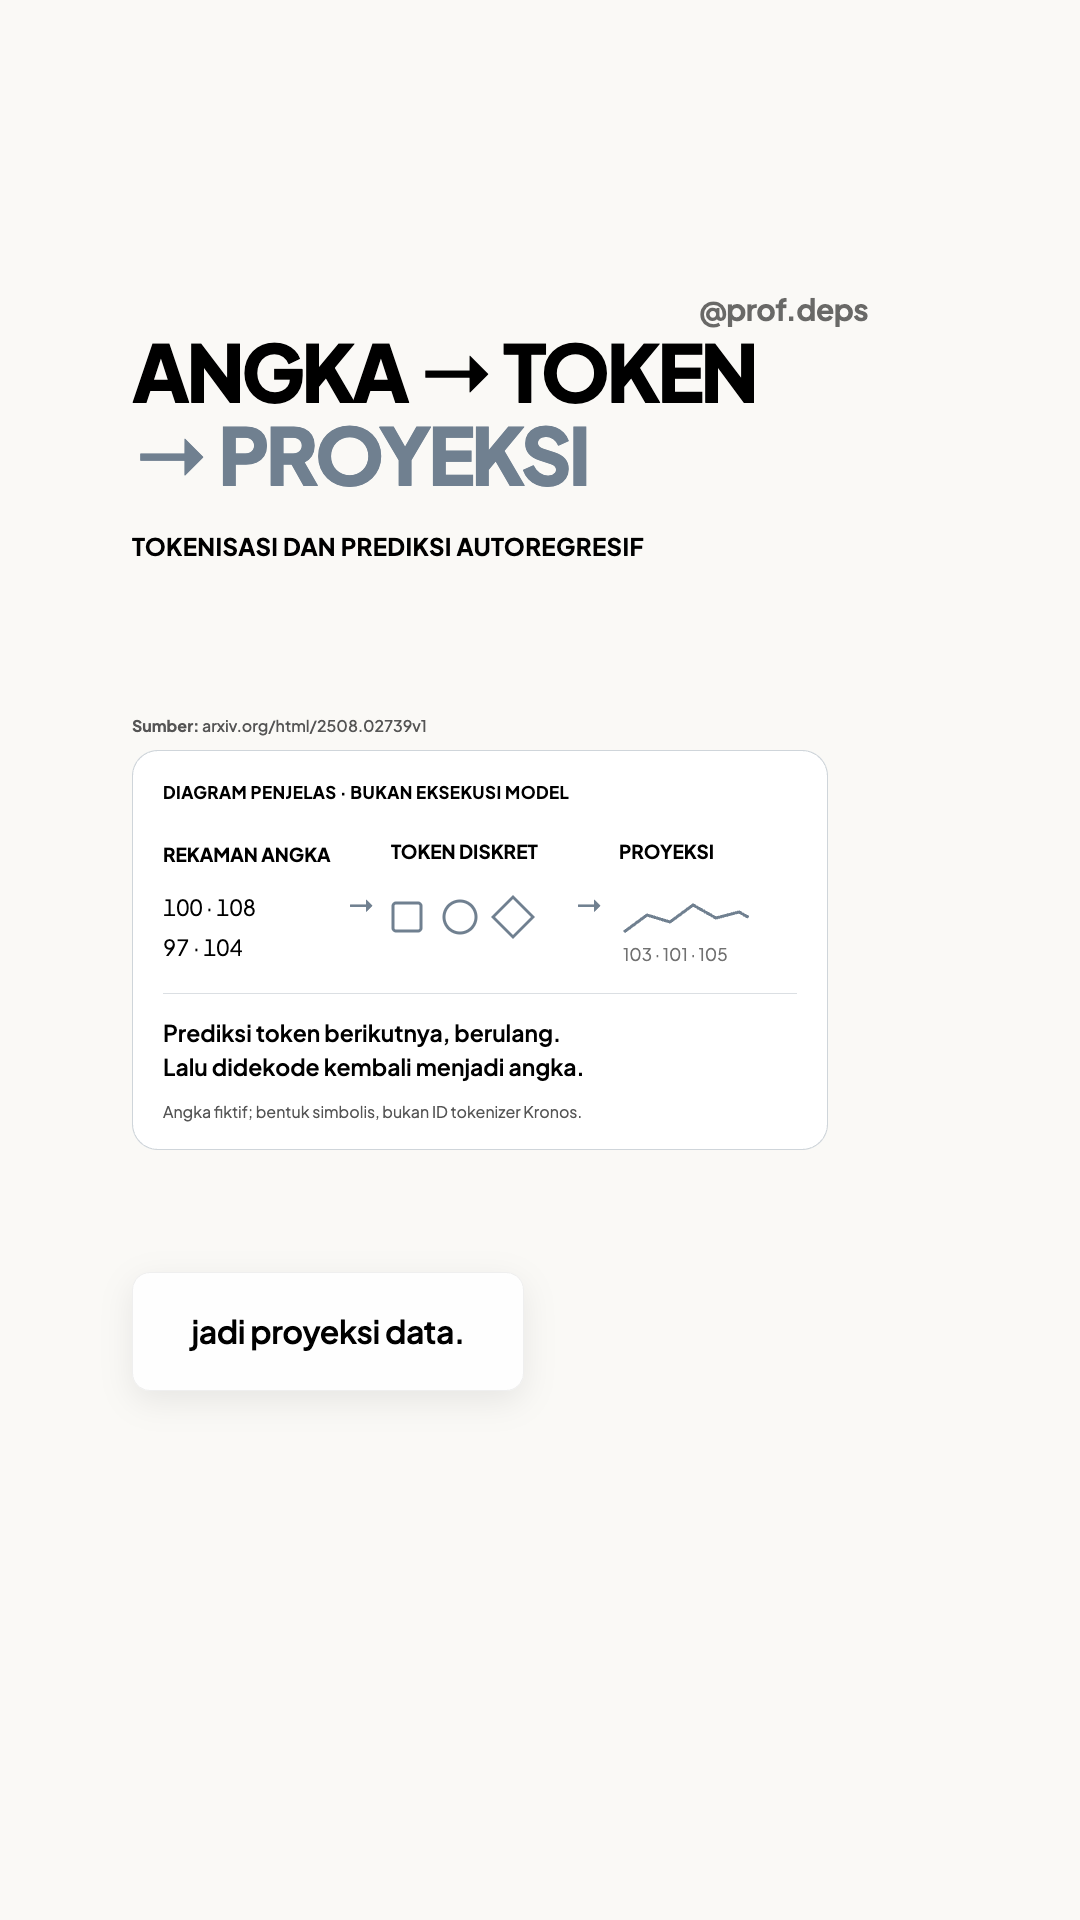 @prof.deps
ANGKA → TOKEN
→ PROYEKSI
TOKENISASI DAN PREDIKSI AUTOREGRESIF
Sumber: arxiv.org/html/2508.02739v1
DIAGRAM PENJELAS · BUKAN EKSEKUSI MODEL
REKAMAN ANGKA
100 · 108
97 · 104
→
TOKEN DISKRET
→
PROYEKSI
103 · 101 · 105
Prediksi token berikutnya, berulang.
Lalu didekode kembali menjadi angka.
Angka fiktif; bentuk simbolis, bukan ID tokenizer Kronos.
jadi proyeksi data.